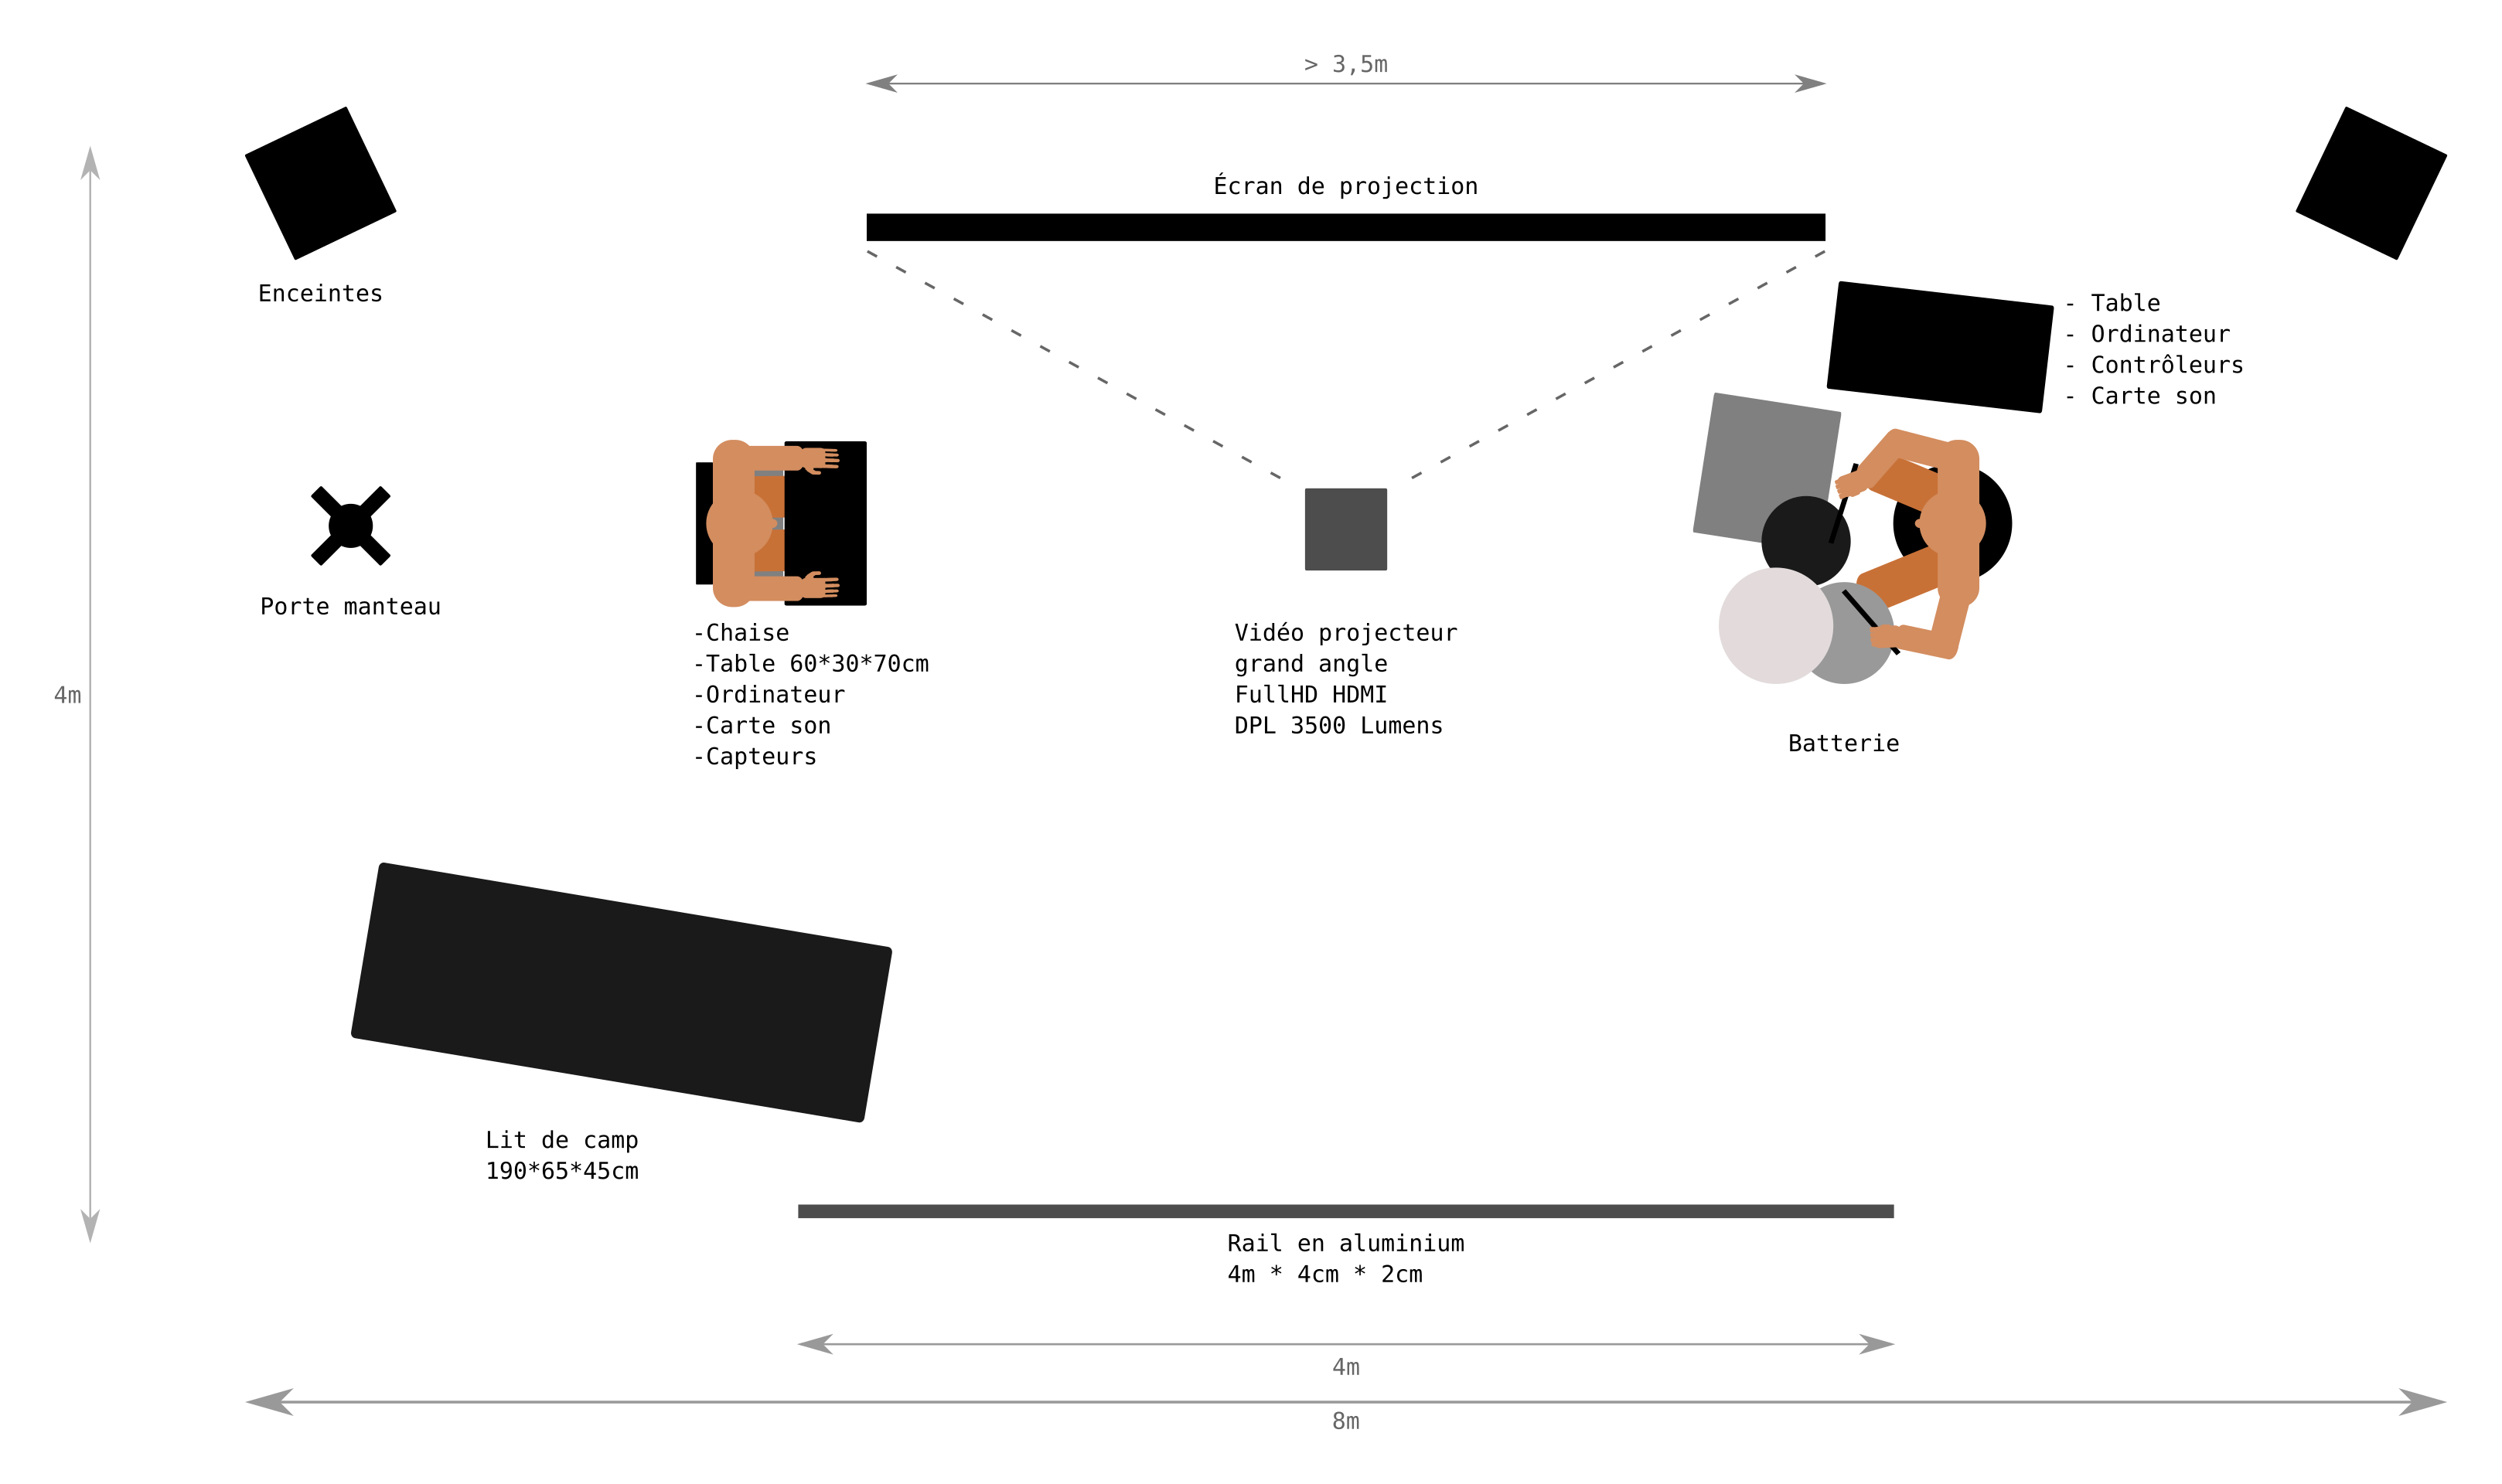 > 3,5m
Écran de projection
Enceintes
- Table
- Ordinateur
- Contrôleurs
- Carte son
Porte manteau
-Chaise
-Table 60*30*70cm
-Ordinateur
-Carte son
-Capteurs
Vidéo projecteur
grand angle
FullHD HDMI
DPL 3500 Lumens
Batterie
4m
Lit de camp
190*65*45cm
Rail en aluminium
4m * 4cm * 2cm
4m
8m